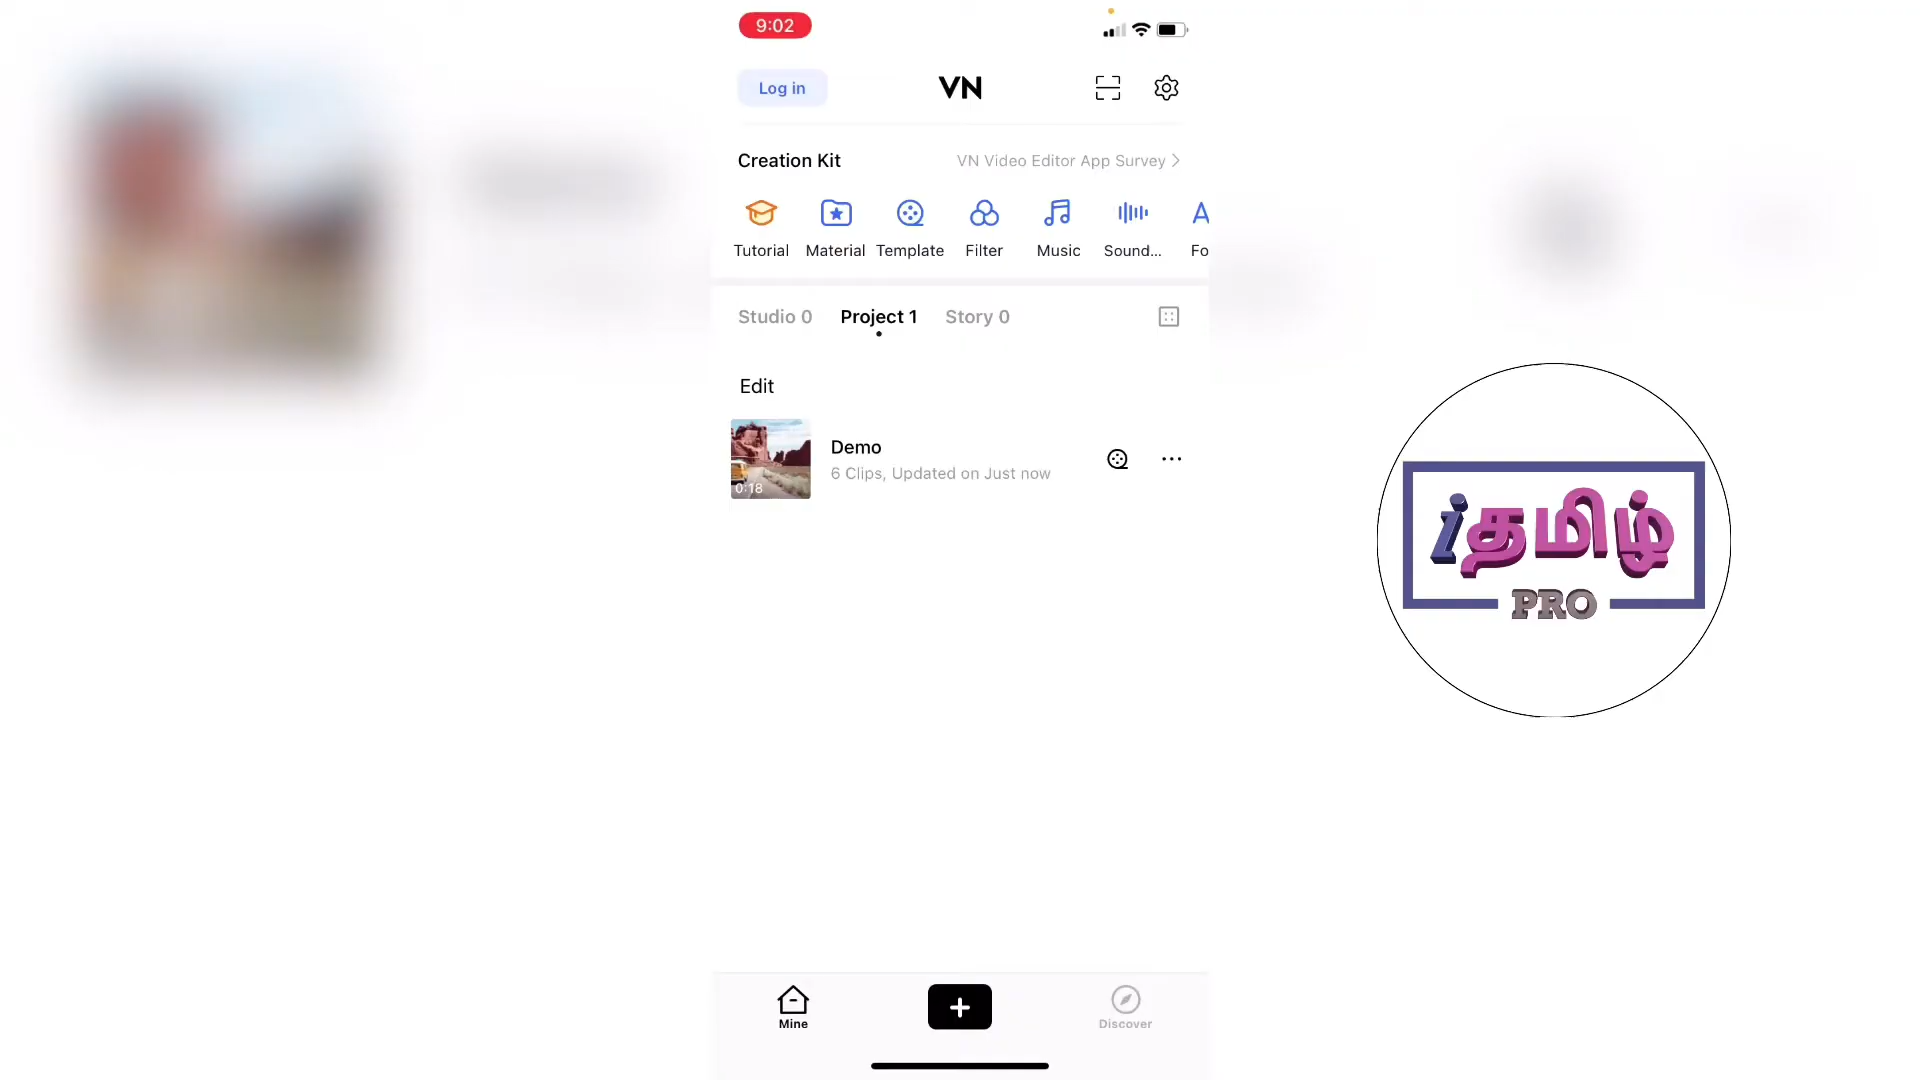 9:02
Log in
VN
Creation Kit
VN Video Editor App Survey
Tutorial
Material
Template
Filter
Music
Sound...
Fo
Studio 0
Project 1
Story 0
Edit
Demo
6 Clips, Updated on Just now
0:18
iதமிழ்
PRO
Mine
Discover